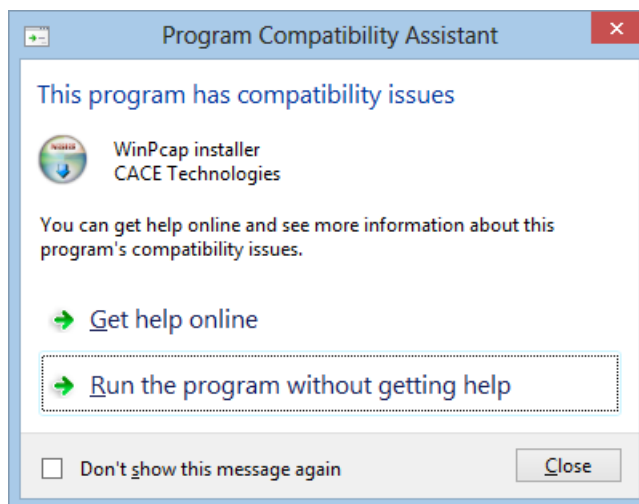 Program Compatibility Assistant
This program has compatibility issues
WinPcap installer
CACE Technologies
You can get help online and see more information about this
program's compatibility issues.
Get help online
Run the program without getting help
Don't show this message again
Close